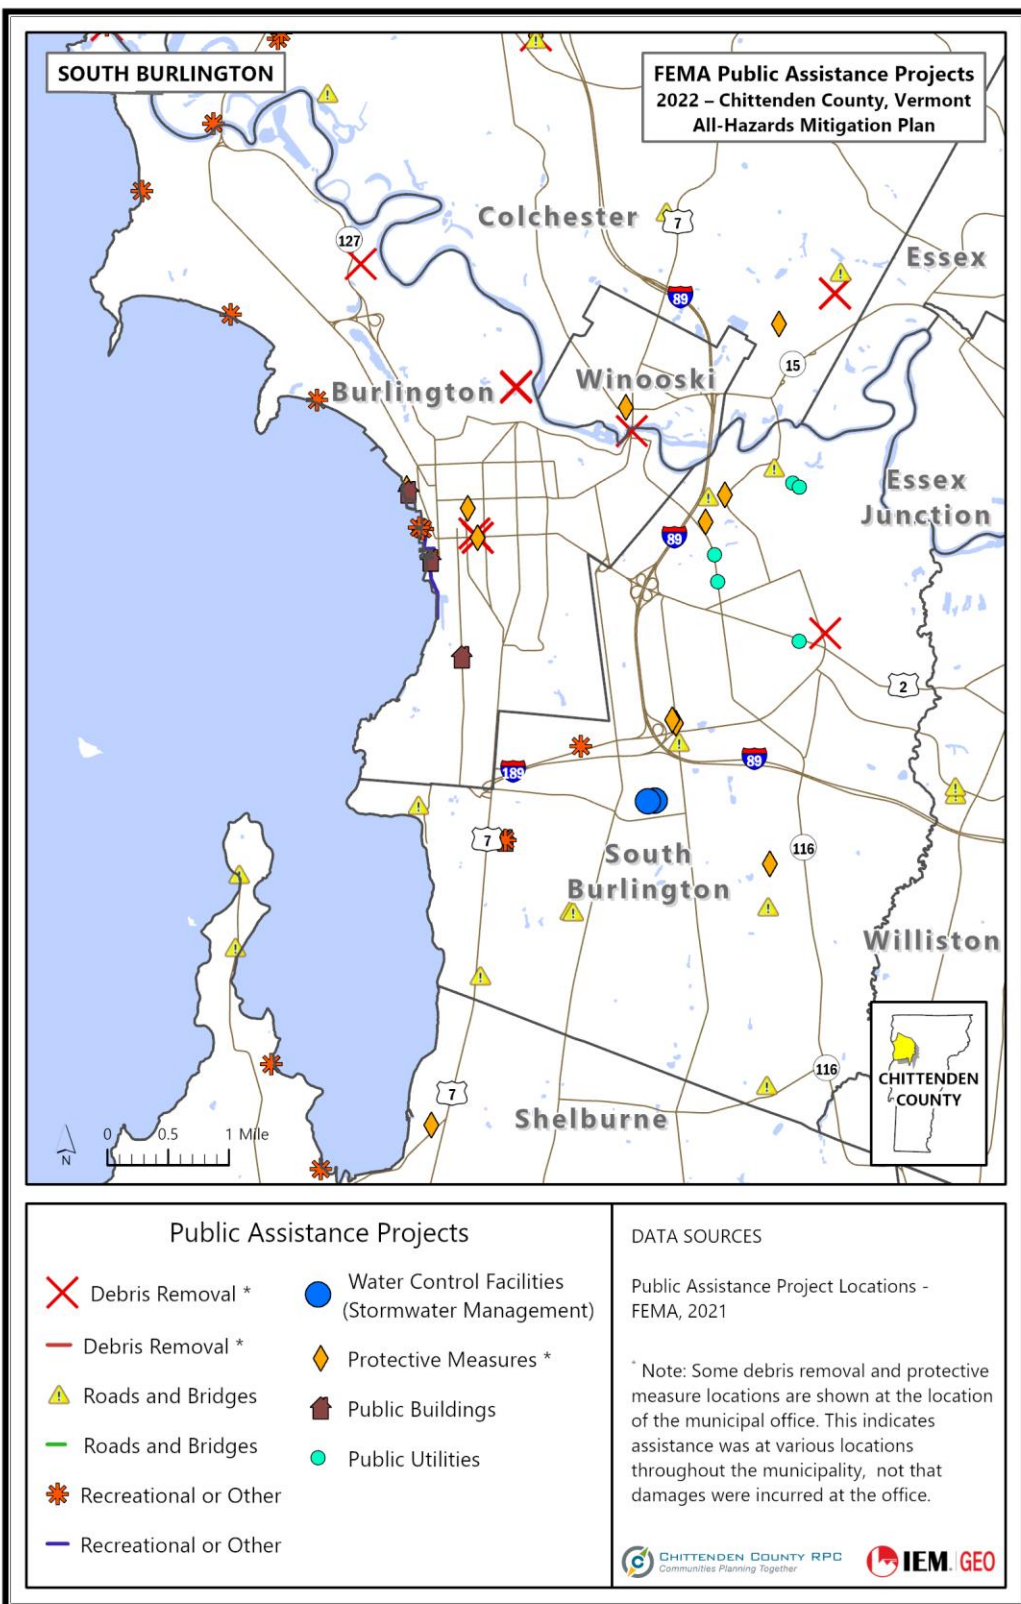 SOUTH BURLINGTON
FEMA Public Assistance Projects
2022 – Chittenden County, Vermont
All-Hazards Mitigation Plan
Colchester
7
Essex
127
89
15
Burlington
Winooski
Essex
Junction
89
2
189
89
7
116
South
Burlington
Williston
116
7
Shelburne
CHITTENDEN
COUNTY
N
0 0.5 1 Mile
Public Assistance Projects
Debris Removal *
Debris Removal *
Roads and Bridges
Roads and Bridges
Recreational or Other
Recreational or Other
Water Control Facilities
(Stormwater Management)
Protective Measures *
Public Buildings
Public Utilities
DATA SOURCES
Public Assistance Project Locations -
FEMA, 2021
* Note: Some debris removal and protective
measure locations are shown at the location
of the municipal office. This indicates
assistance was at various locations
throughout the municipality, not that
damages were incurred at the office.
CHITTENDEN COUNTY RPC
Communities Planning Together
IEM GEO